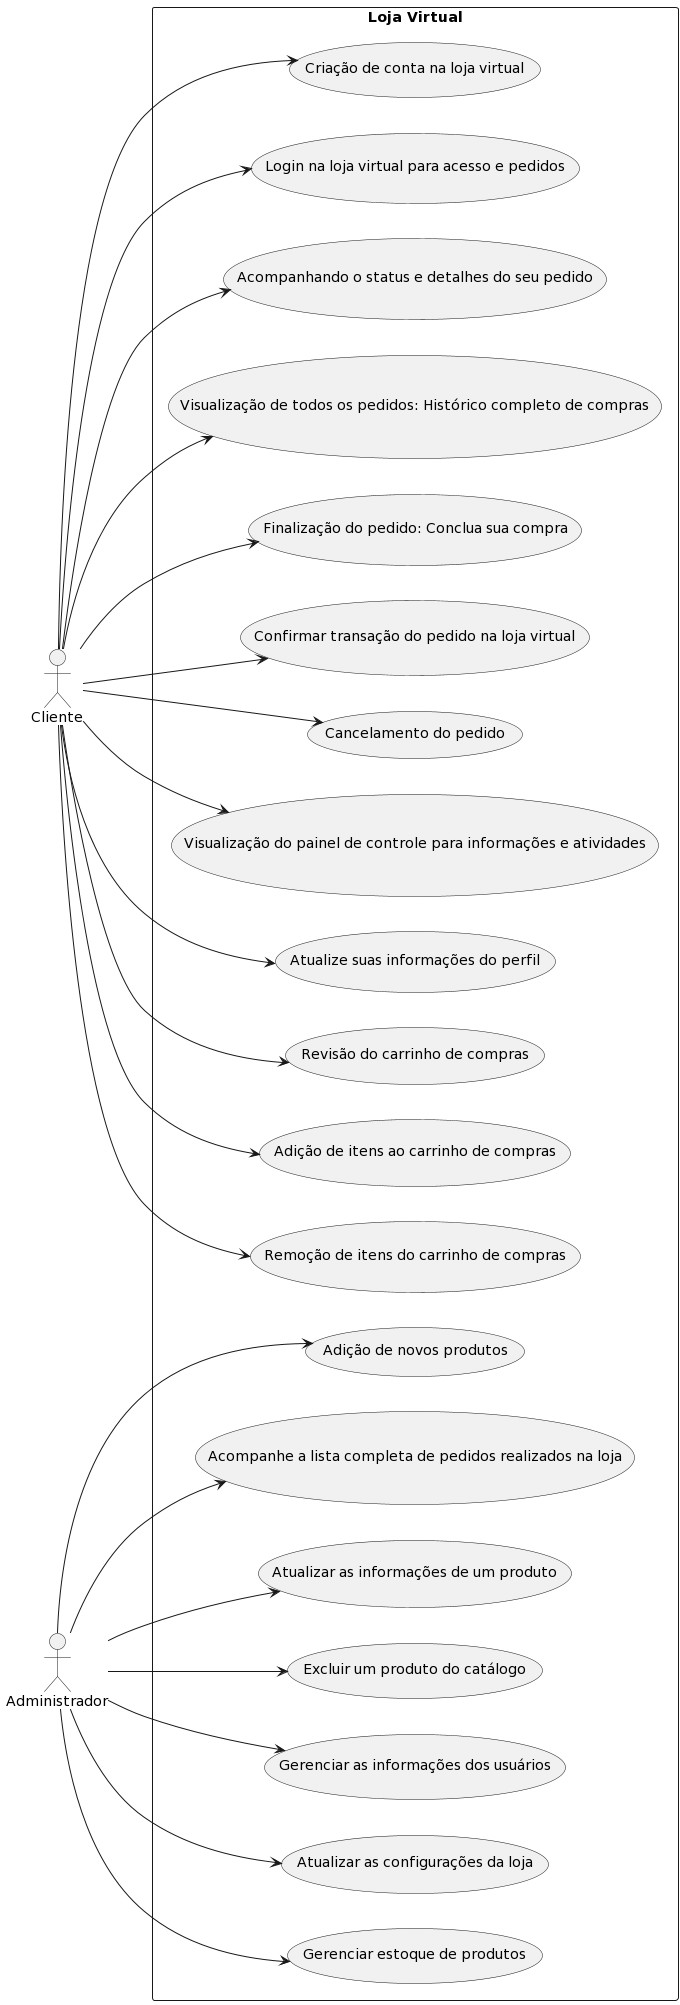 Loja Virtual
Criação de conta na loja virtual
Login na loja virtual para acesso e pedidos
Acompanhando o status e detalhes do seu pedido
Visualização de todos os pedidos: Histórico completo de compras
Finalização do pedido: Conclua sua compra
Confirmar transação do pedido na loja virtual
Cliente
Cancelamento do pedido
Visualização do painel de controle para informações e atividades
Atualize suas informações do perfil
Revisão do carrinho de compras
Adição de itens ao carrinho de compras
Remoção de itens do carrinho de compras
Adição de novos produtos
Acompanhe a lista completa de pedidos realizados na loja
Atualizar as informações de um produto
Excluir um produto do catálogo
Administrador
Gerenciar as informações dos usuários
Atualizar as configurações da loja
Gerenciar estoque de produtos